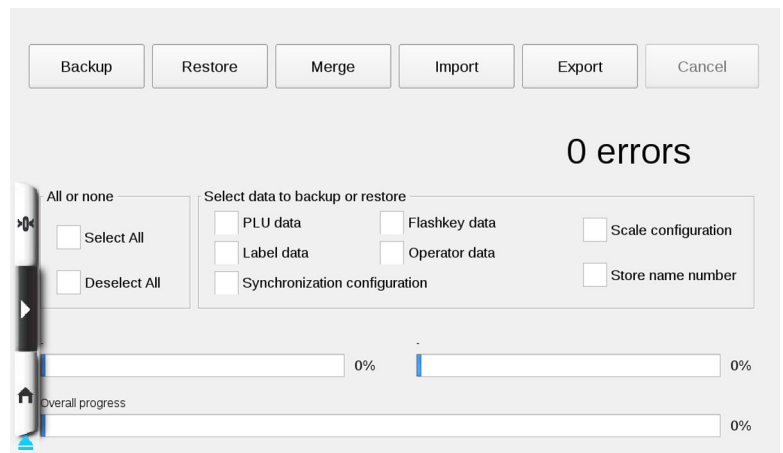 Backup Restore Merge Import Export Cancel
0 errors
All or none
Select All
Deselect All
Select data to backup or restore
PLU data Flashkey data Scale configuration
Label data Operator data
Synchronization configuration Store name number
>0<
-
0%
-
0%
Overall progress
0%